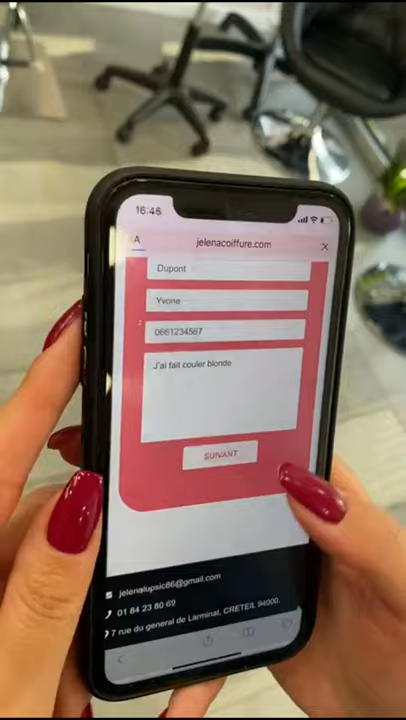 16:46
A jelenacoiffure.com ×
Dupont
Yvone
0661234567
J'ai fait couler blonde
SUIVANT
jelenalupsic86@gmail.com
01 84 23 80 69
7 rue du general de Larminat, CRETEIL 94000.